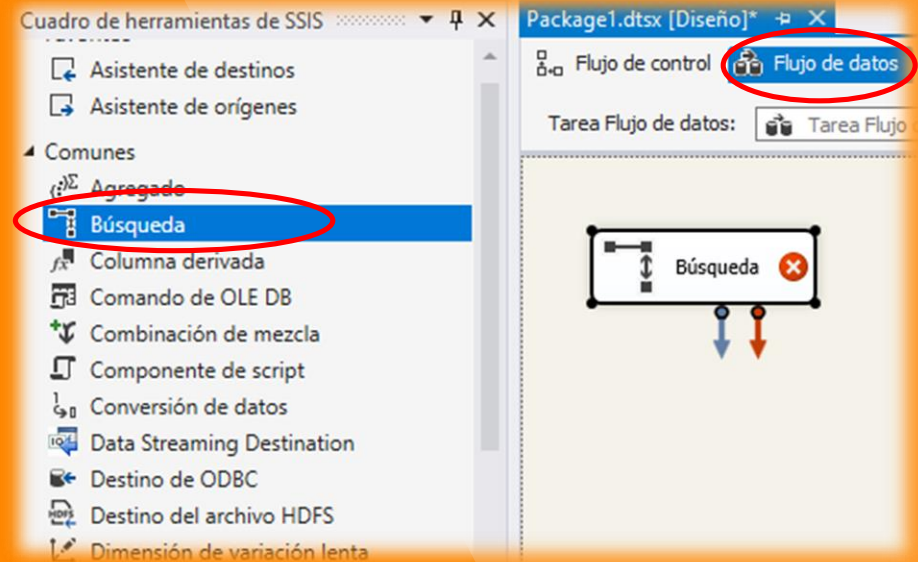 Cuadro de herramientas de SSIS
Asistente de destinos
Asistente de orígenes
Comunes
Agregado
Búsqueda
Columna derivada
Comando de OLE DB
Combinación de mezcla
Componente de script
Conversión de datos
Data Streaming Destination
Destino de ODBC
Destino del archivo HDFS
Dimensión de variación lenta
Package1.dtsx [Diseño]*
Flujo de control Flujo de datos
Tarea Flujo de datos: Tarea Flujo
Búsqueda